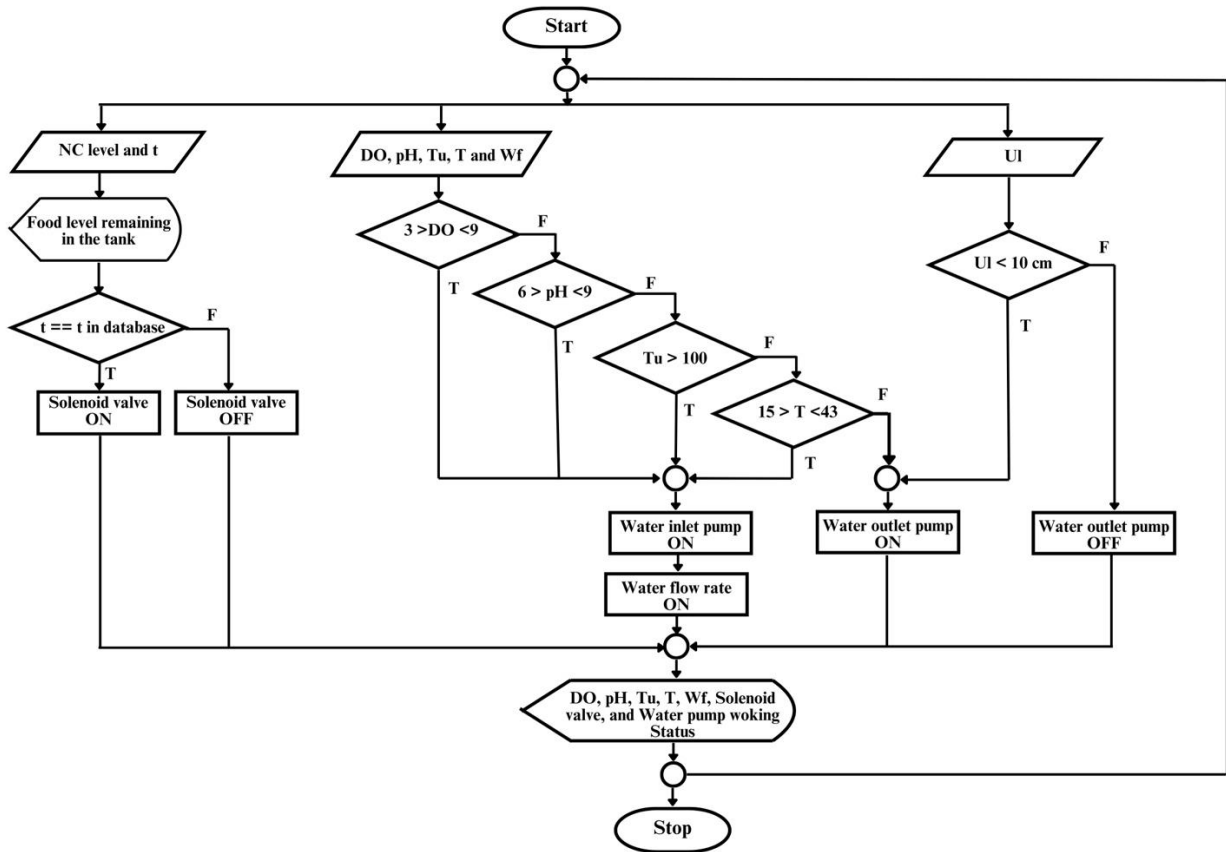 Start
NC level and t
DO, pH, Tu, T and Wf
Ul
Food level remaining
in the tank
3 >DO <9
F
T
6 > pH <9
F
T
Ul < 10 cm
F
T
t == t in database
F
T
Tu > 100
F
T
15 > T <43
F
T
Solenoid valve
ON
Solenoid valve
OFF
Water inlet pump
ON
Water outlet pump
ON
Water outlet pump
OFF
Water flow rate
ON
DO, pH, Tu, T, Wf, Solenoid
valve, and Water pump woking
Status
Stop